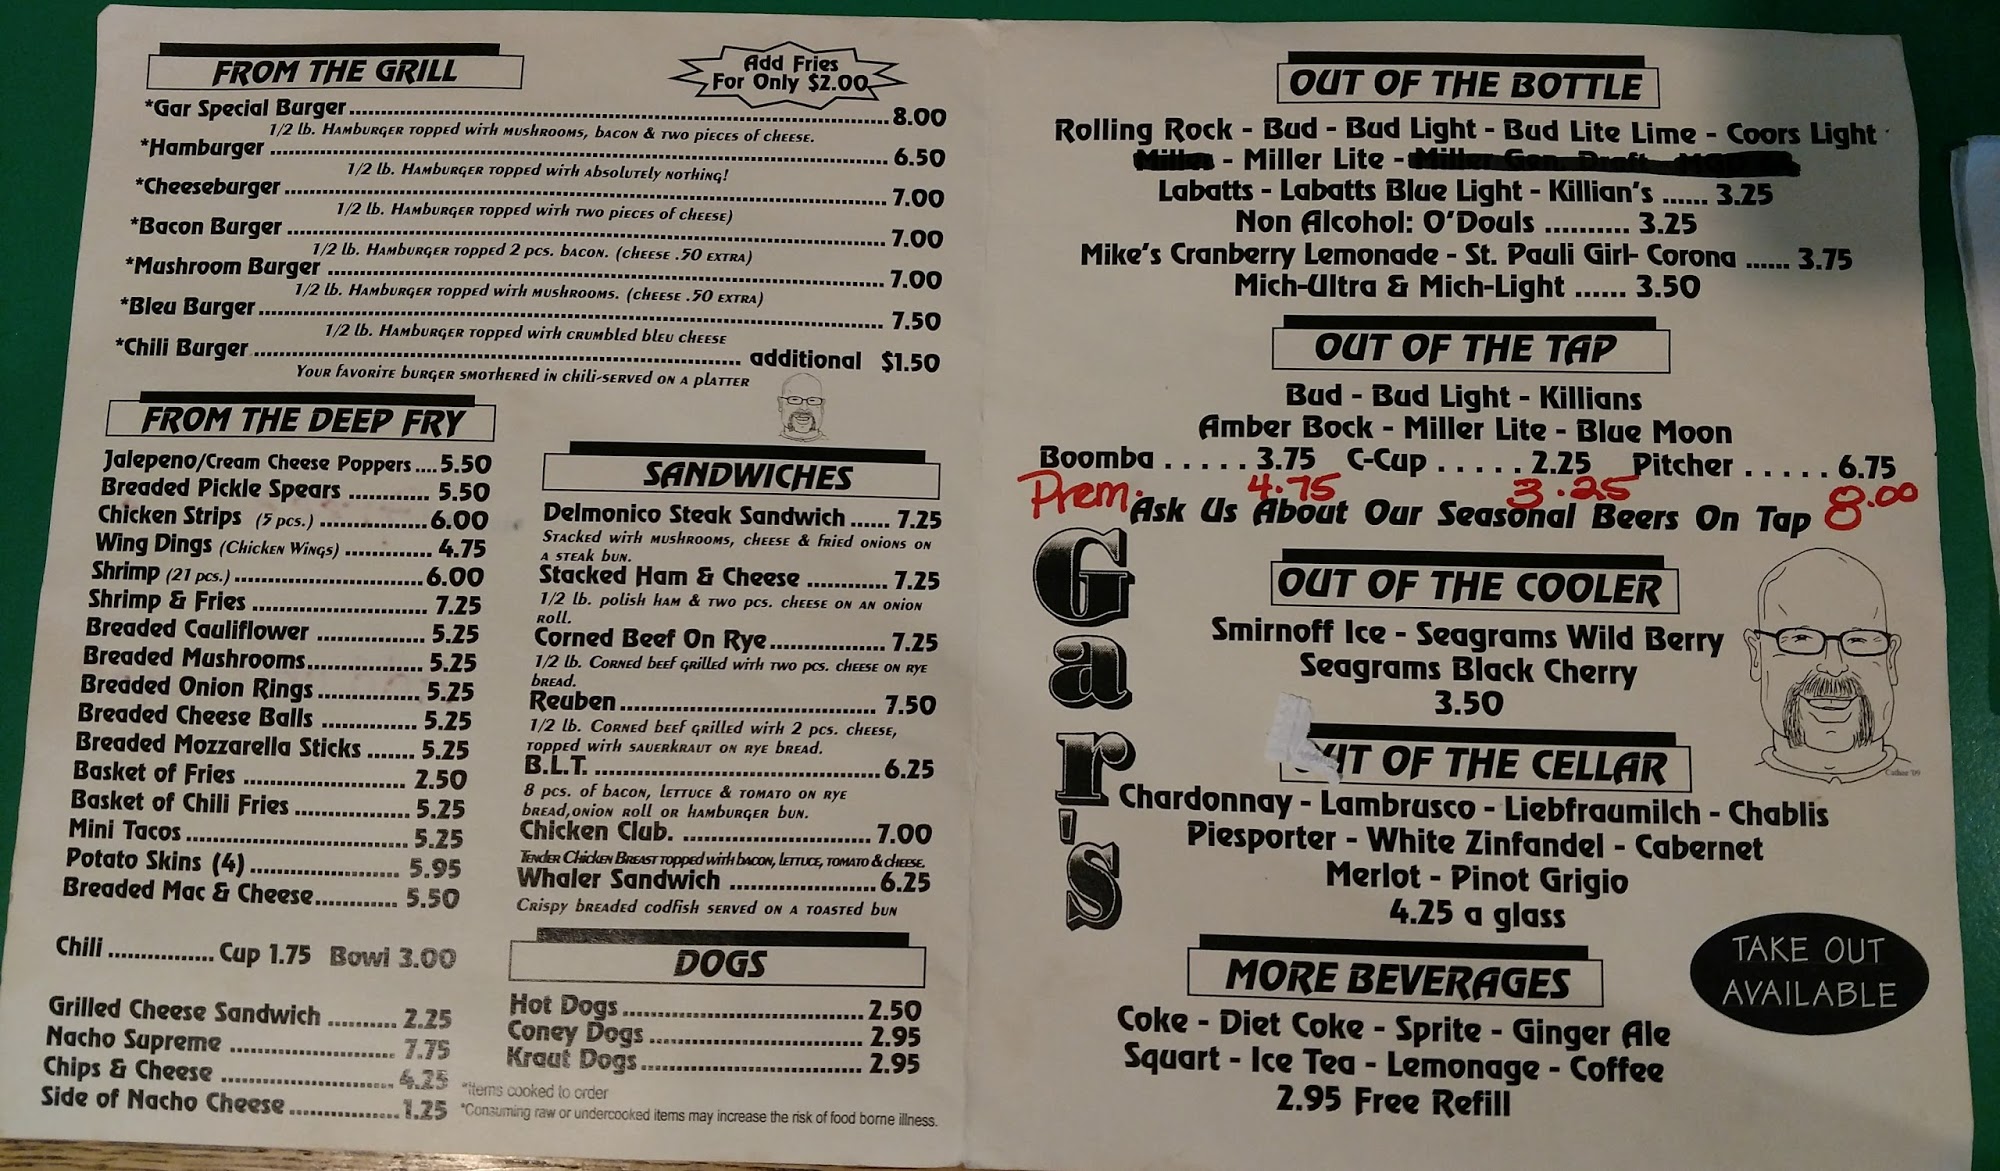 FROM THE GRILL
Add Fries
For Only $2.00
*Gar Special Burger 8.00
1/2 lb. Hamburger topped with mushrooms, bacon & two pieces of cheese.
*Hamburger 6.50
1/2 lb. Hamburger topped with absolutely nothing!
*Cheeseburger 7.00
1/2 lb. Hamburger topped with two pieces of cheese)
*Bacon Burger 7.00
1/2 lb. Hamburger topped 2 pcs. bacon. (cheese .50 extra)
*Mushroom Burger 7.00
1/2 lb. Hamburger topped with mushrooms. (cheese .50 extra)
*Bleu Burger 7.50
1/2 lb. Hamburger topped with crumbled bleu cheese
*Chili Burger additional $1.50
Your favorite burger smothered in chili-served on a platter
FROM THE DEEP FRY
Jalepeno/Cream Cheese Poppers....5.50
Breaded Pickle Spears 5.50
Chicken Strips (5 pcs.) 6.00
Wing Dings (Chicken Wings) 4.75
Shrimp (21 pcs.) 6.00
Shrimp & Fries 7.25
Breaded Cauliflower 5.25
Breaded Mushrooms 5.25
Breaded Onion Rings 5.25
Breaded Cheese Balls 5.25
Breaded Mozzarella Sticks 5.25
Basket of Fries 2.50
Basket of Chili Fries 5.25
Mini Tacos 5.25
Potato Skins (4) 5.95
Breaded Mac & Cheese 5.50
Chili Cup 1.75 Bowl 3.00
Grilled Cheese Sandwich 2.25
Nacho Supreme 7.75
Chips & Cheese 4.25
Side of Nacho Cheese 1.25
SANDWICHES
Delmonico Steak Sandwich 7.25
Stacked with mushrooms, cheese & fried onions on
a steak bun.
Stacked Ham & Cheese 7.25
1/2 lb. polish ham & two pcs. cheese on an onion
roll.
Corned Beef On Rye 7.25
1/2 lb. Corned beef grilled with two pcs. cheese on rye
bread.
Reuben 7.50
1/2 lb. Corned beef grilled with 2 pcs. cheese,
topped with sauerkraut on rye bread.
B.L.T. 6.25
8 pcs. of bacon, lettuce & tomato on rye
bread,onion roll or hamburger bun.
Chicken Club. 7.00
Tender Chicken Breast topped with bacon, lettuce, tomato & cheese.
Whaler Sandwich 6.25
Crispy breaded codfish served on a toasted bun
DOGS
Hot Dogs 2.50
Coney Dogs 2.95
Kraut Dogs 2.95
*Items cooked to order
*Consuming raw or undercooked items may increase the risk of food borne illness.
OUT OF THE BOTTLE
Rolling Rock - Bud - Bud Light - Bud Lite Lime - Coors Light
Miller - Miller Lite - Miller Gen. Draft
Labatts - Labatts Blue Light - Killian's ...... 3.25
Non Alcohol: O'Douls .......... 3.25
Mike's Cranberry Lemonade - St. Pauli Girl- Corona ...... 3.75
Mich-Ultra & Mich-Light ...... 3.50
OUT OF THE TAP
Bud - Bud Light - Killians
Amber Bock - Miller Lite - Blue Moon
Boomba . . . . . 3.75 C-Cup . . . . . 2.25 Pitcher . . . . . 6.75
Prem. 4.75 3.25 8.00
Ask Us About Our Seasonal Beers On Tap
Gar's
OUT OF THE COOLER
Smirnoff Ice - Seagrams Wild Berry
Seagrams Black Cherry
3.50
UT OF THE CELLAR
Chardonnay - Lambrusco - Liebfraumilch - Chablis
Piesporter - White Zinfandel - Cabernet
Merlot - Pinot Grigio
4.25 a glass
MORE BEVERAGES
Coke - Diet Coke - Sprite - Ginger Ale
Squart - Ice Tea - Lemonage - Coffee
2.95 Free Refill
TAKE OUT
AVAILABLE